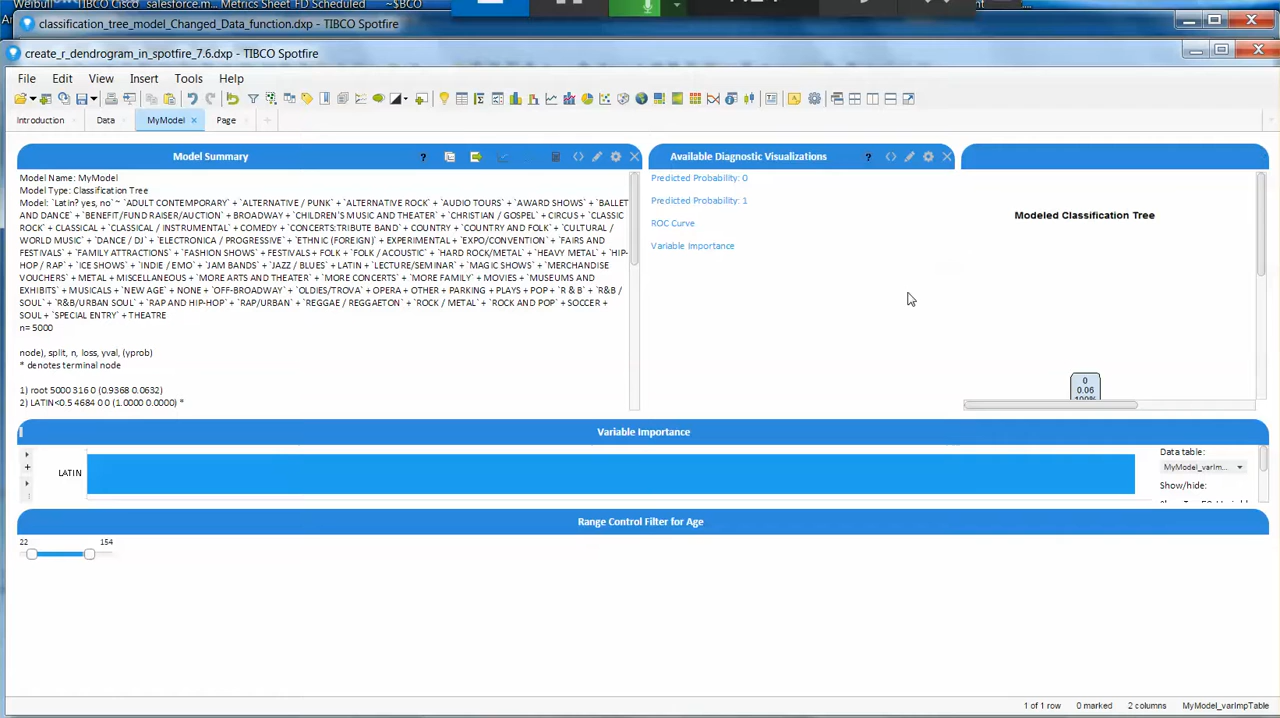 Weibull
TIBCO Cisco
salesforce.m...
Metrics Sheet
FD Scheduled
~$BCO
classification_tree_model_Changed_Data_function.dxp - TIBCO Spotfire
create_r_dendrogram_in_spotfire_7.6.dxp - TIBCO Spotfire
File Edit View Insert Tools Help
Introduction Data MyModel Page
Model Summary
Model Name: MyModel
Model Type: Classification Tree
Model: `Latin? yes, no` ~ `ADULT CONTEMPORARY` + `ALTERNATIVE / PUNK` + `ALTERNATIVE ROCK` + `AUDIO TOURS` + `AWARD SHOWS` + `BALLET
AND DANCE` + `BENEFIT/FUND RAISER/AUCTION` + BROADWAY + `CHILDREN'S MUSIC AND THEATER` + `CHRISTIAN / GOSPEL` + CIRCUS + `CLASSIC
ROCK` + CLASSICAL + `CLASSICAL / INSTRUMENTAL` + COMEDY + `CONCERTS:TRIBUTE BAND` + COUNTRY + `COUNTRY AND FOLK` + `CULTURAL /
WORLD MUSIC` + `DANCE / DJ` + `ELECTRONICA / PROGRESSIVE` + `ETHNIC (FOREIGN)` + EXPERIMENTAL + `EXPO/CONVENTION` + `FAIRS AND
FESTIVALS` + `FAMILY ATTRACTIONS` + `FASHION SHOWS` + FESTIVALS + FOLK + `FOLK / ACOUSTIC` + `HARD ROCK/METAL` + `HEAVY METAL` + `HIP-
HOP / RAP` + `ICE SHOWS` + `INDIE / EMO` + `JAM BANDS` + `JAZZ / BLUES` + LATIN + `LECTURE/SEMINAR` + `MAGIC SHOWS` + `MERCHANDISE
VOUCHERS` + METAL + MISCELLANEOUS + `MORE ARTS AND THEATER` + `MORE CONCERTS` + `MORE FAMILY` + MOVIES + `MUSEUMS AND
EXHIBITS` + MUSICALS + `NEW AGE` + NONE + `OFF-BROADWAY` + `OLDIES/TROVA` + OPERA + OTHER + PARKING + PLAYS + POP + `R & B` + `R&B /
SOUL` + `R&B/URBAN SOUL` + `RAP AND HIP-HOP` + `RAP/URBAN` + `REGGAE / REGGAETON` + `ROCK / METAL` + `ROCK AND POP` + SOCCER +
SOUL + `SPECIAL ENTRY` + THEATRE
n= 5000
node), split, n, loss, yval, (yprob)
* denotes terminal node
1) root 5000 316 0 (0.9368 0.0632)
2) LATIN<0.5 4684 0 0 (1.0000 0.0000) *
Available Diagnostic Visualizations
Predicted Probability: 0
Predicted Probability: 1
ROC Curve
Variable Importance
Modeled Classification Tree
0
0.06
100%
Variable Importance
LATIN
Data table:
MyModel_varIm...
Show/hide:
Range Control Filter for Age
22 154
1 of 1 row 0 marked 2 columns MyModel_varImpTable